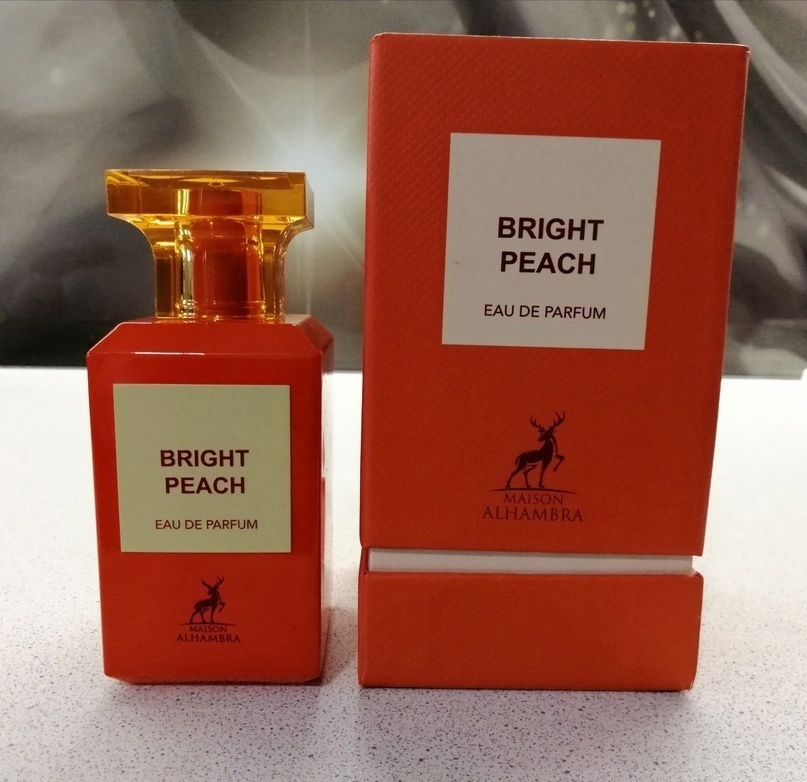 BRIGHT
PEACH
EAU DE PARFUM
MAISON
ALHAMBRA
BRIGHT
PEACH
EAU DE PARFUM
MAISON
ALHAMBRA